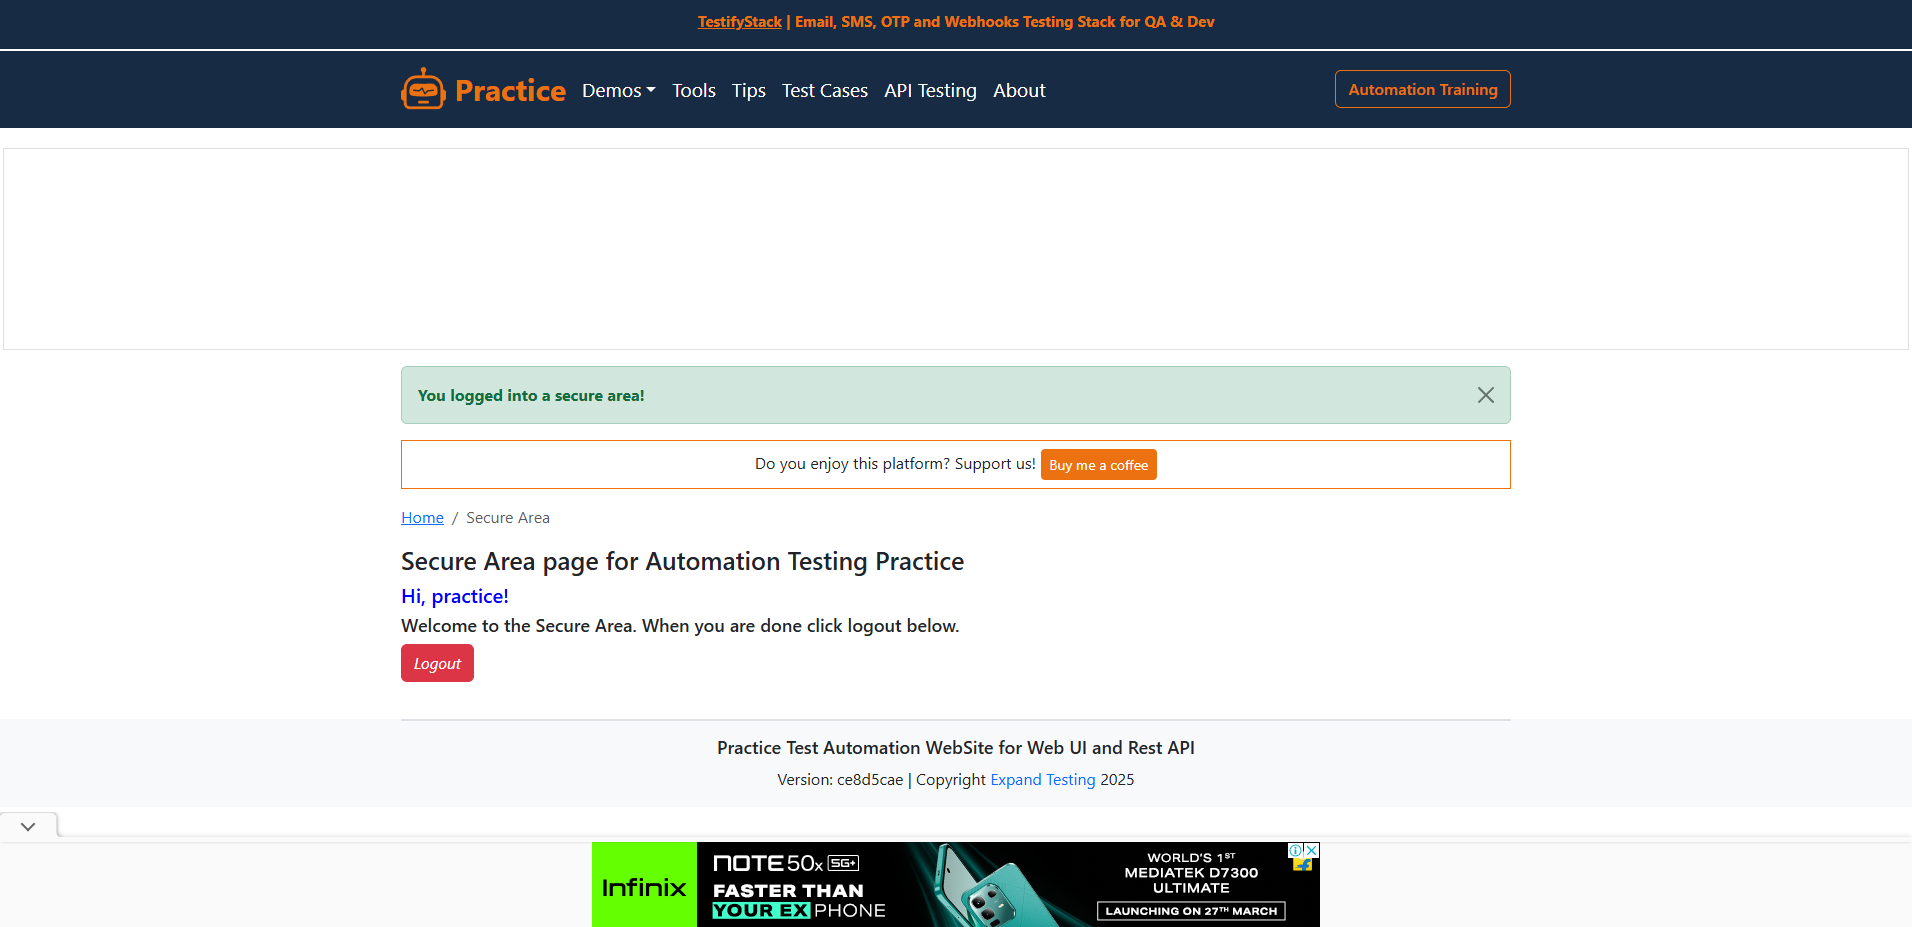 TestifyStack | Email, SMS, OTP and Webhooks Testing Stack for QA & Dev
Practice Demos Tools Tips Test Cases API Testing About Automation Training
You logged into a secure area!
Do you enjoy this platform? Support us! Buy me a coffee
Home / Secure Area
Secure Area page for Automation Testing Practice
Hi, practice!
Welcome to the Secure Area. When you are done click logout below.
Logout
Practice Test Automation WebSite for Web UI and Rest API
Version: ce8d5cae | Copyright Expand Testing 2025
Infinix
NOTE 50x 5G+
FASTER THAN
YOUR EX PHONE
WORLD'S 1ST
MEDIATEK D7300
ULTIMATE
LAUNCHING ON 27TH MARCH